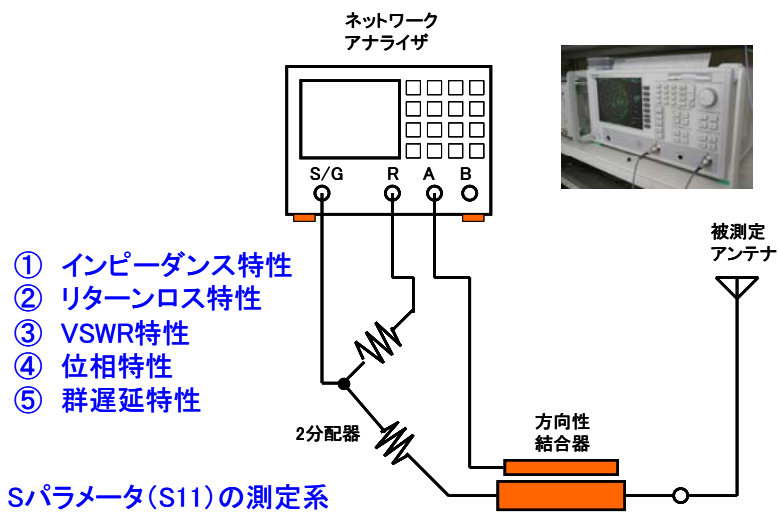 ネットワーク
アナライザ
S/G R A B
被測定
アンテナ
① インピーダンス特性
② リターンロス特性
③ VSWR特性
④ 位相特性
⑤ 群遅延特性
2分配器
方向性
結合器
Sパラメータ(S11)の測定系